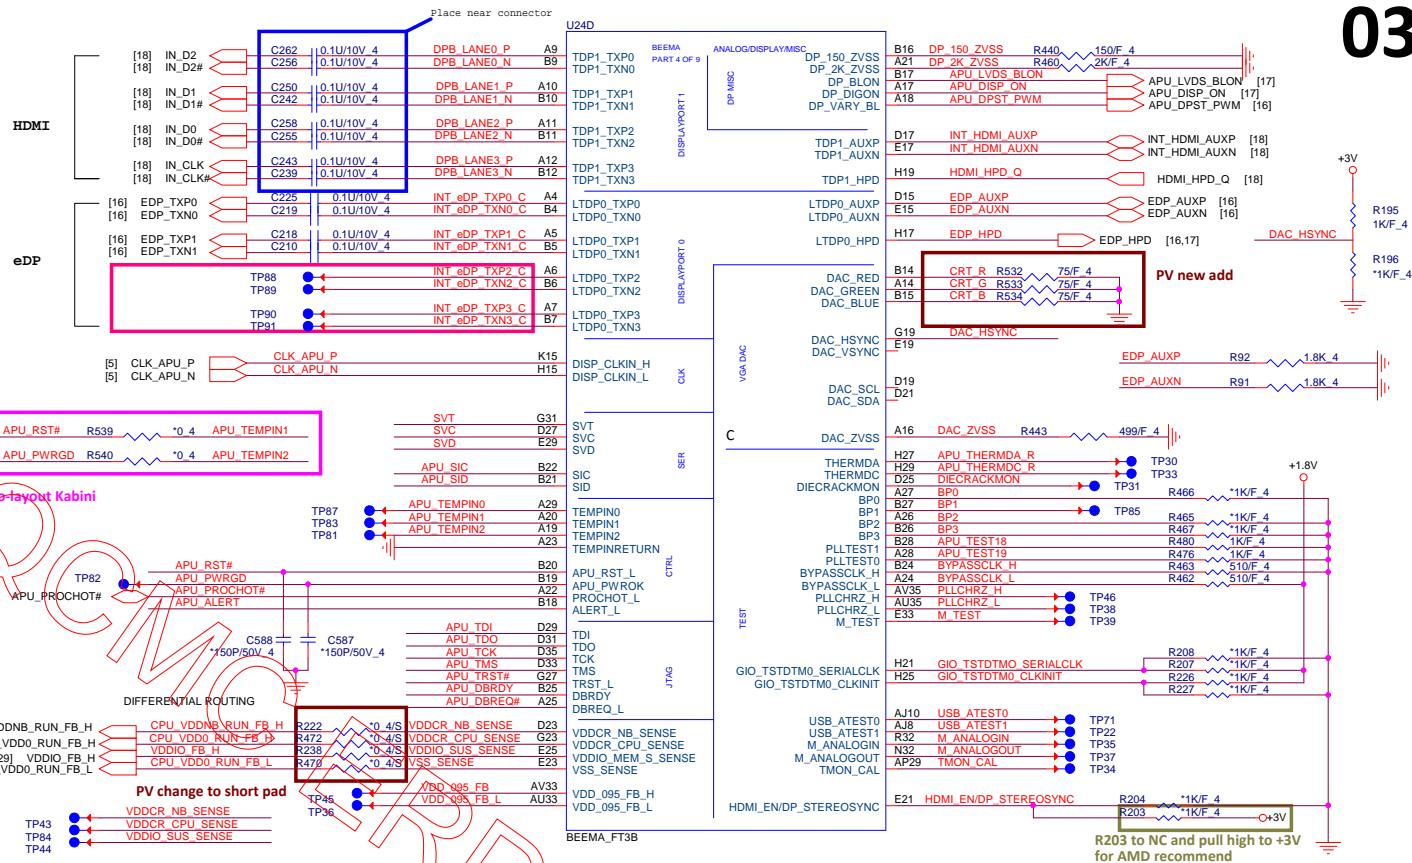 Place near connector
03
U24D
HDMI
[18] IN_D2 C262 0.1U/10V_4 DPB_LANE0_P A9 TDP1_TXP0
[18] IN_D2# C256 0.1U/10V_4 DPB_LANE0_N B9 TDP1_TXN0
[18] IN_D1 C250 0.1U/10V_4 DPB_LANE1_P A10 TDP1_TXP1
[18] IN_D1# C242 0.1U/10V_4 DPB_LANE1_N B10 TDP1_TXN1
[18] IN_D0 C258 0.1U/10V_4 DPB_LANE2_P A11 TDP1_TXP2
[18] IN_D0# C255 0.1U/10V_4 DPB_LANE2_N B11 TDP1_TXN2
[18] IN_CLK C243 0.1U/10V_4 DPB_LANE3_P A12 TDP1_TXP3
[18] IN_CLK# C239 0.1U/10V_4 DPB_LANE3_N B12 TDP1_TXN3
eDP
[16] EDP_TXP0 C225 0.1U/10V_4 INT_eDP_TXP0_C A4 LTDP0_TXP0
[16] EDP_TXN0 C219 0.1U/10V_4 INT_eDP_TXN0_C B4 LTDP0_TXN0
[16] EDP_TXP1 C218 0.1U/10V_4 INT_eDP_TXP1_C A5 LTDP0_TXP1
[16] EDP_TXN1 C210 0.1U/10V_4 INT_eDP_TXN1_C B5 LTDP0_TXN1
TP88 INT_eDP_TXP2_C A6 LTDP0_TXP2
TP89 INT_eDP_TXN2_C B6 LTDP0_TXN2
TP90 INT_eDP_TXP3_C A7 LTDP0_TXP3
TP91 INT_eDP_TXN3_C B7 LTDP0_TXN3
[5] CLK_APU_P CLK_APU_P K15 DISP_CLKIN_H
[5] CLK_APU_N CLK_APU_N H15 DISP_CLKIN_L
APU_RST# R539 *0_4 APU_TEMPIN1
APU_PWRGD R540 *0_4 APU_TEMPIN2
layout Kabini
SVT G31 SVT
SVC D27 SVC
SVD E29 SVD
APU_SIC B22 SIC
APU_SID B21 SID
TP87 APU_TEMPIN0 A29 TEMPIN0
TP83 APU_TEMPIN1 A20 TEMPIN1
TP81 APU_TEMPIN2 A19 TEMPIN2
A23 TEMPINRETURN
APU_RST# B20 APU_RST_L
TP82 APU_PWRGD B19 APU_PWROK
APU_PROCHOT# APU_PROCHOT# A22 PROCHOT_L
APU_ALERT B18 ALERT_L
C588 *150P/50V_4
C587 *150P/50V_4
APU_TDI D29 TDI
APU_TDO D31 TDO
APU_TCK D35 TCK
APU_TMS D33 TMS
APU_TRST# G27 TRST_L
APU_DBRDY B25 DBRDY
APU_DBREQ# A25 DBREQ_L
DIFFERENTIAL ROUTING
DDNB_RUN_FB_H CPU_VDDNB_RUN_FB_H R222 *0_4/S VDDCR_NB_SENSE D23 VDDCR_NB_SENSE
_VDD0_RUN_FB_H CPU_VDD0_RUN_FB_H R472 *0_4/S VDDCR_CPU_SENSE G23 VDDCR_CPU_SENSE
9] VDDIO_FB_H VDDIO_FB_H R238 *0_4/S VDDIO_SUS_SENSE E25 VDDIO_MEM_S_SENSE
_VDD0_RUN_FB_L CPU_VDD0_RUN_FB_L R470 *0_4/S VSS_SENSE E23 VSS_SENSE
PV change to short pad
TP45 VDD_095_FB AV33 VDD_095_FB_H
TP36 VDD_095_FB_L AU33 VDD_095_FB_L
TP43 VDDCR_NB_SENSE
TP84 VDDCR_CPU_SENSE
TP44 VDDIO_SUS_SENSE
BEEMA_FT3B
BEEMA
PART 4 OF 9
ANALOG/DISPLAY/MISC
DISPLAYPORT 1
DP MISC
DISPLAYPORT 0
VGA DAC
CLK
SER
CTRL
TEST
JTAG
C
DP_150_ZVSS B16 DP_150_ZVSS R440 150/F_4
DP_2K_ZVSS A21 DP_2K_ZVSS R460 2K/F_4
DP_BLON B17 APU_LVDS_BLON APU_LVDS_BLON [17]
DP_DIGON A17 APU_DISP_ON APU_DISP_ON [17]
DP_VARY_BL A18 APU_DPST_PWM APU_DPST_PWM [16]
TDP1_AUXP D17 INT_HDMI_AUXP INT_HDMI_AUXP [18]
TDP1_AUXN E17 INT_HDMI_AUXN INT_HDMI_AUXN [18]
TDP1_HPD H19 HDMI_HPD_Q HDMI_HPD_Q [18]
LTDP0_AUXP D15 EDP_AUXP EDP_AUXP [16]
LTDP0_AUXN E15 EDP_AUXN EDP_AUXN [16]
LTDP0_HPD H17 EDP_HPD EDP_HPD [16,17]
DAC_RED B14 CRT_R R532 75/F_4
DAC_GREEN A14 CRT_G R533 75/F_4
DAC_BLUE B15 CRT_B R534 75/F_4
PV new add
DAC_HSYNC G19 DAC_HSYNC
DAC_VSYNC E19
DAC_SCL D19
DAC_SDA D21
DAC_ZVSS A16 DAC_ZVSS R443 499/F_4
+3V
R195
1K/F_4
DAC_HSYNC
R196
*1K/F_4
EDP_AUXP R92 1.8K_4
EDP_AUXN R91 1.8K_4
THERMDA H27 APU_THERMDA_R TP30
THERMDC H29 APU_THERMDC_R TP33
DIECRACKMON D25 DIECRACKMON TP31
+1.8V
BP0 A27 BP0 R466 *1K/F_4
BP1 B27 BP1 TP85
BP2 A26 BP2 R465 *1K/F_4
BP3 B26 BP3 R467 *1K/F_4
PLLTEST1 B28 APU_TEST18 R480 1K/F_4
PLLTEST0 A28 APU_TEST19 R476 1K/F_4
BYPASSCLK_H B24 BYPASSCLK_H R463 510/F_4
BYPASSCLK_L A24 BYPASSCLK_L R462 510/F_4
PLLCHRZ_H AV35 PLLCHRZ_H TP46
PLLCHRZ_L AU35 PLLCHRZ_L TP38
M_TEST E33 M_TEST TP39
R208 *1K/F_4
GIO_TSTDTM0_SERIALCLK H21 GIO_TSTDTMO_SERIALCLK R207 *1K/F_4
GIO_TSTDTM0_CLKINIT H25 GIO_TSTDTM0_CLKINIT R226 *1K/F_4
R227 *1K/F_4
USB_ATEST0 AJ10 USB_ATEST0 TP71
USB_ATEST1 AJ8 USB_ATEST1 TP22
M_ANALOGIN R32 M_ANALOGIN TP35
M_ANALOGOUT N32 M_ANALOGOUT TP37
TMON_CAL AP29 TMON_CAL TP34
HDMI_EN/DP_STEREOSYNC E21 HDMI_EN/DP_STEREOSYNC R204 *1K/F_4
R203 *1K/F_4 +3V
R203 to NC and pull high to +3V
for AMD recommend